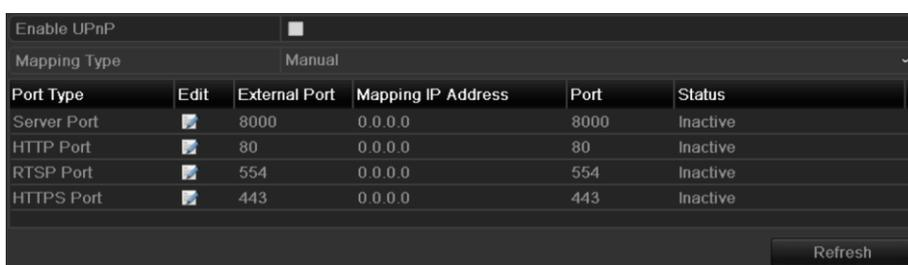 Enable UPnP
Mapping Type Manual
Port Type Edit External Port Mapping IP Address Port Status
Server Port 8000 0.0.0.0 8000 Inactive
HTTP Port 80 0.0.0.0 80 Inactive
RTSP Port 554 0.0.0.0 554 Inactive
HTTPS Port 443 0.0.0.0 443 Inactive
Refresh